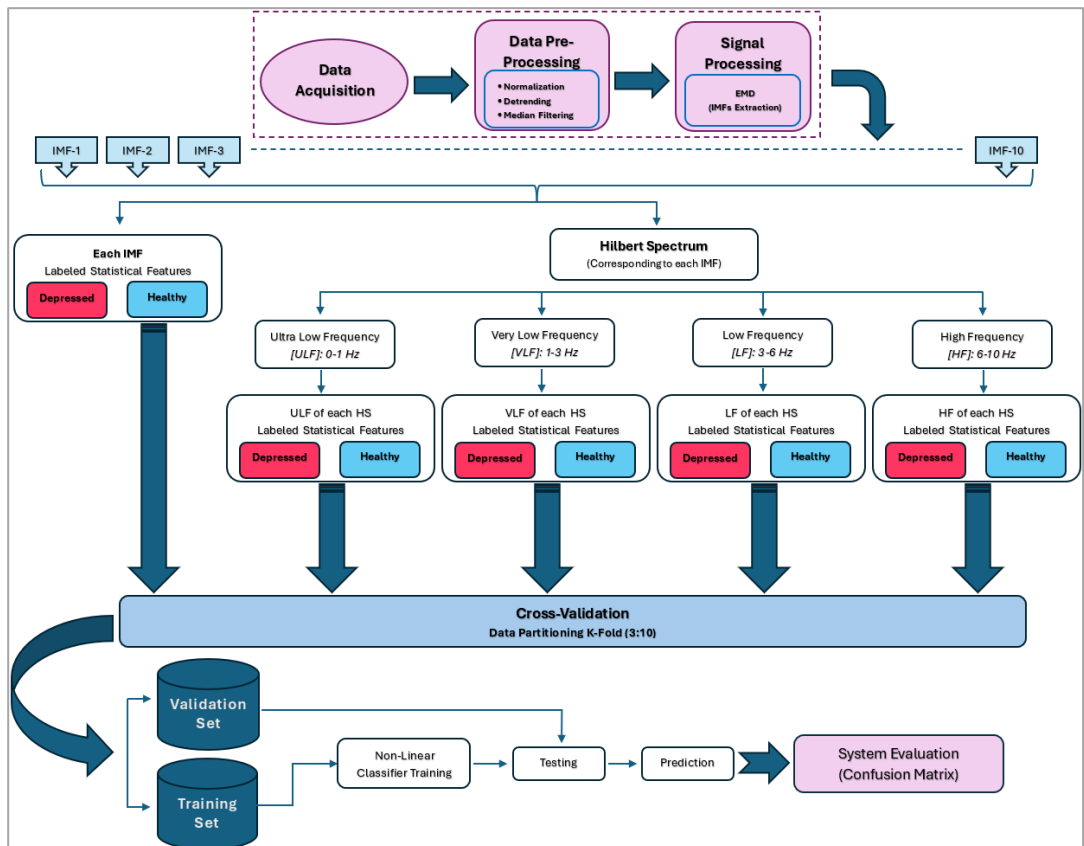 Data
Acquisition
Data Pre-
Processing
• Normalization
• Detrending
• Median Filtering
Signal
Processing
EMD
(IMFs Extraction)
IMF-1
IMF-2
IMF-3
IMF-10
Each IMF
Labeled Statistical Features
Depressed
Healthy
Hilbert Spectrum
(Corresponding to each IMF)
Ultra Low Frequency
[ULF]: 0-1 Hz
Very Low Frequency
[VLF]: 1-3 Hz
Low Frequency
[LF]: 3-6 Hz
High Frequency
[HF]: 6-10 Hz
ULF of each HS
Labeled Statistical Features
Depressed
Healthy
VLF of each HS
Labeled Statistical Features
Depressed
Healthy
LF of each HS
Labeled Statistical Features
Depressed
Healthy
HF of each HS
Labeled Statistical Features
Depressed
Healthy
Cross-Validation
Data Partitioning K-Fold (3:10)
Validation
Set
Training
Set
Non-Linear
Classifier Training
Testing
Prediction
System Evaluation
(Confusion Matrix)